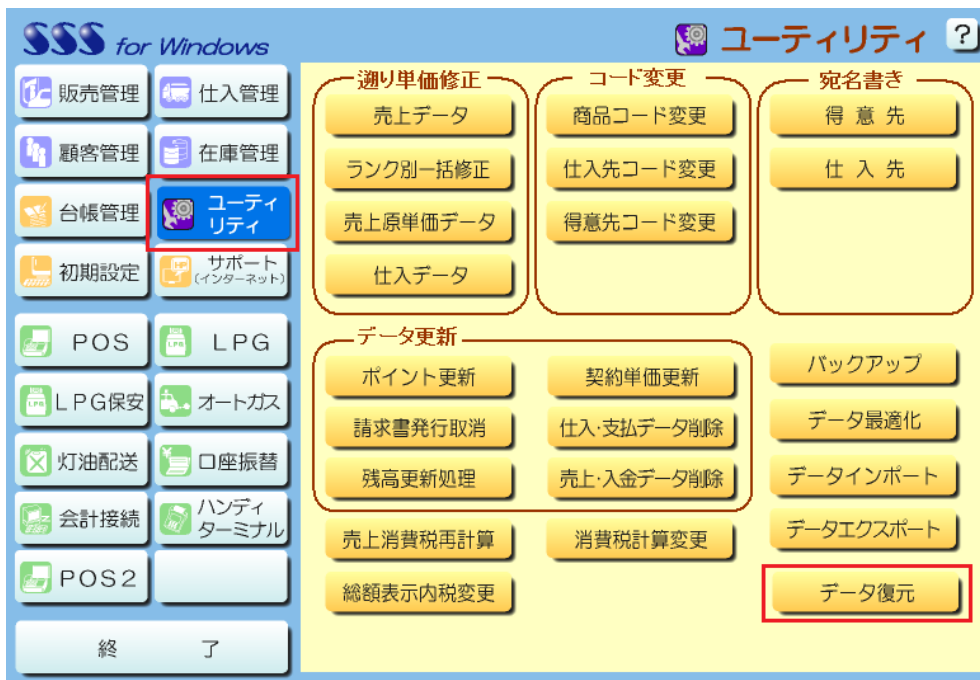 SSS for Windows
ユーティリティ
?
販売管理
仕入管理
顧客管理
在庫管理
台帳管理
ユーティ
リティ
初期設定
サポート
(インターネット)
POS
LPG
LPG保安
オートガス
灯油配送
口座振替
会計接続
ハンディ
ターミナル
POS2
終 了
遡り単価修正
売上データ
ランク別一括修正
売上原単価データ
仕入データ
コード変更
商品コード変更
仕入先コード変更
得意先コード変更
宛名書き
得 意 先
仕 入 先
データ更新
ポイント更新
契約単価更新
請求書発行取消
仕入・支払データ削除
残高更新処理
売上・入金データ削除
売上消費税再計算
消費税計算変更
総額表示内税変更
バックアップ
データ最適化
データインポート
データエクスポート
データ復元